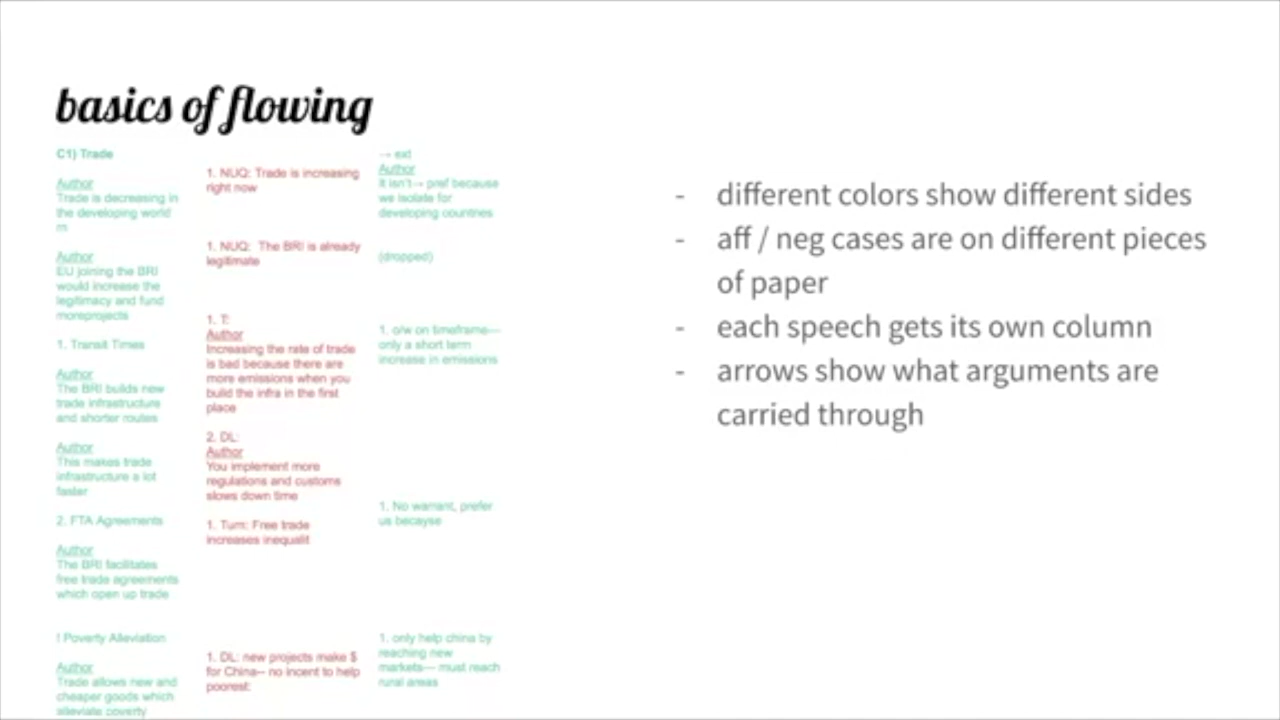 basics of flowing
C1) Trade
Author
Trade is decreasing in
the developing world
m
Author
EU joining the BRI
would increase the
legitimacy and fund
moreprojects
1. Transit Times
Author
The BRI builds new
trade infrastructure
and shorter routes
Author
This makes trade
infrastructure a lot
faster
2. FTA Agreements
Author
The BRI facilitates
free trade agreements
which open up trade
! Poverty Alleviation
Author
Trade allows new and
cheaper goods which
alleviate poverty
1. NUQ: Trade is increasing
right now
1. NUQ: The BRI is already
legitimate
1. T:
Author
Increasing the rate of trade
is bad because there are
more emissions when you
build the infra in the first
place
2. DL:
Author
You implement more
regulations and customs
slows down time
1. Turn: Free trade
increases inequalit
1. DL: new projects make $
for China-- no incent to help
poorest:
→ ext
Author
It isn't→ pref because
we isolate for
developing countries
(dropped)
1. o/w on timeframe—
only a short term
increase in emissions
1. No warrant, prefer
us becayse
1. only help china by
reaching new
markets— must reach
rural areas
- different colors show different sides
- aff / neg cases are on different pieces
of paper
- each speech gets its own column
- arrows show what arguments are
carried through